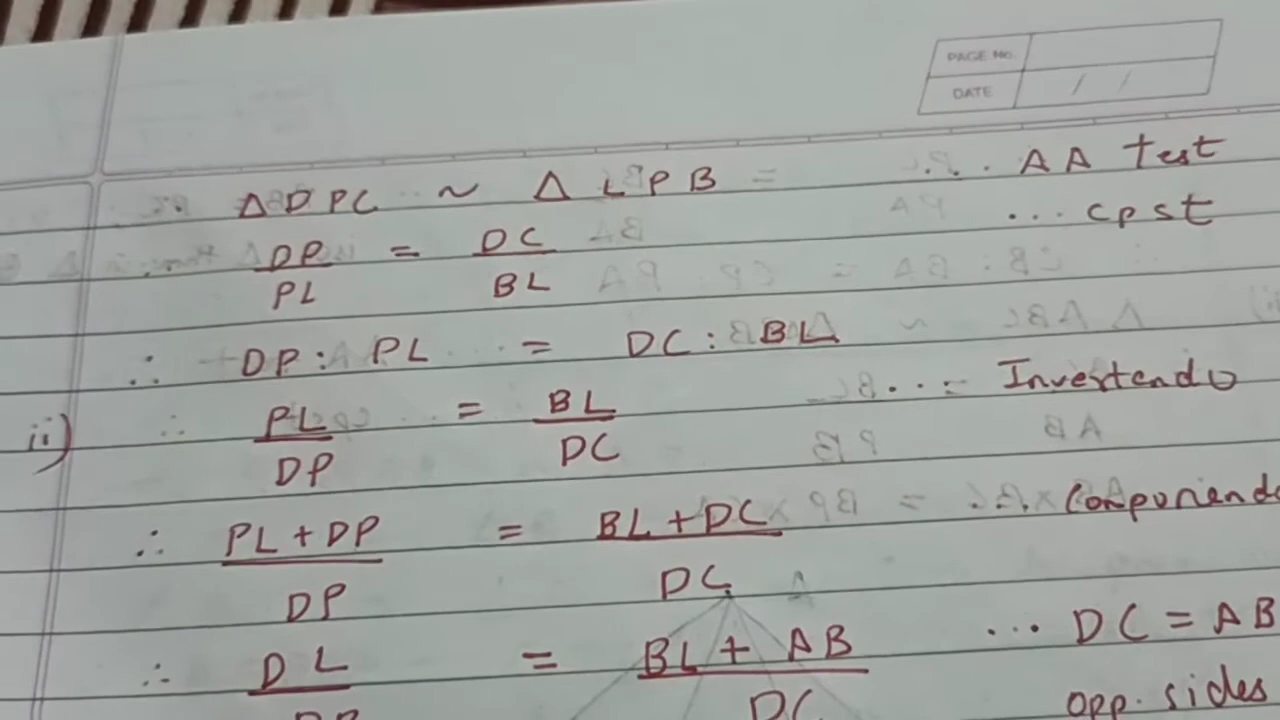 PAGE No.
DATE / /
∴ Δ DPC ~ Δ LPB ... AA test
DP/PL = DC/BL ... cpst
∴ DP : PL = DC : BL
ii) ∴ PL/DP = BL/DC ... Invertendo
∴ PL + DP/DP = BL + DC/DC ... Componendo
∴ DL/DP = BL + AB/DC ... DC = AB
opp. sides